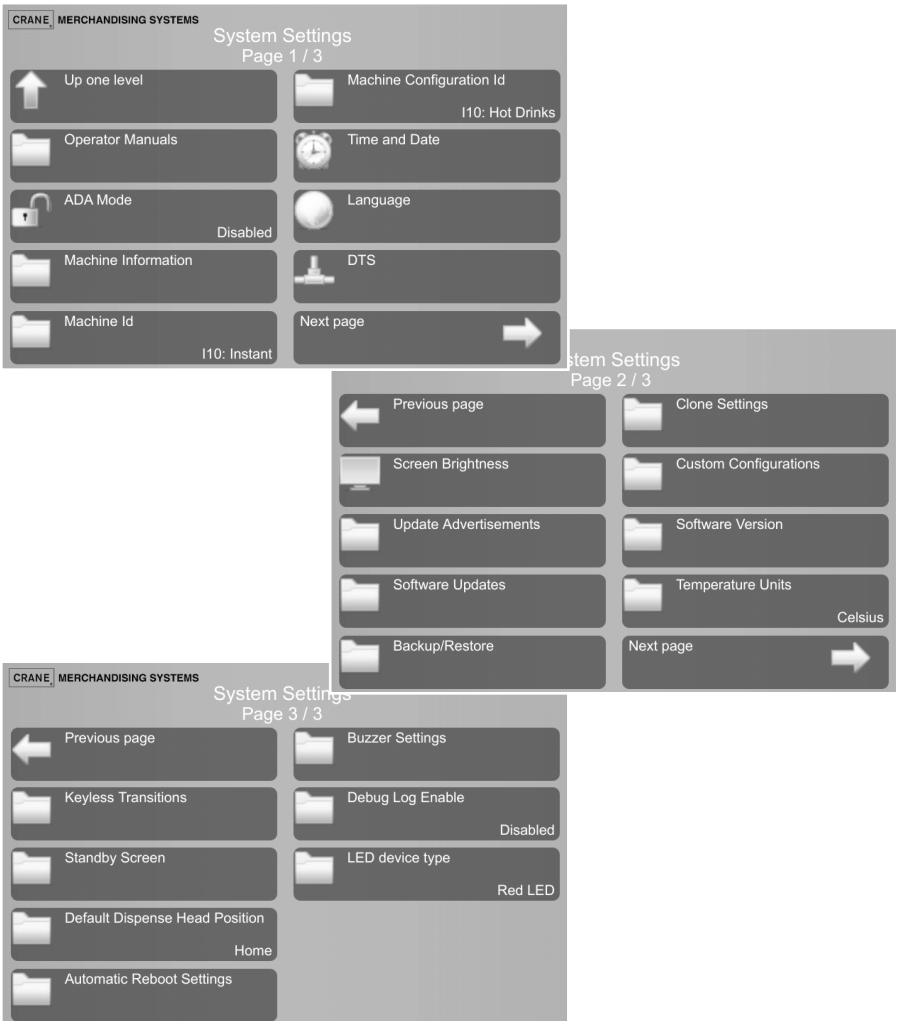 CRANE MERCHANDISING SYSTEMS
System Settings
Page 1 / 3
Up one level
Machine Configuration Id
I10: Hot Drinks
Operator Manuals
Time and Date
ADA Mode
Disabled
Language
Machine Information
DTS
Machine Id
I10: Instant
Next page
stem Settings
Page 2 / 3
Previous page
Clone Settings
Screen Brightness
Custom Configurations
Update Advertisements
Software Version
Software Updates
Temperature Units
Celsius
Backup/Restore
Next page
CRANE MERCHANDISING SYSTEMS
System Settings
Page 3 / 3
Previous page
Buzzer Settings
Keyless Transitions
Debug Log Enable
Disabled
Standby Screen
LED device type
Red LED
Default Dispense Head Position
Home
Automatic Reboot Settings